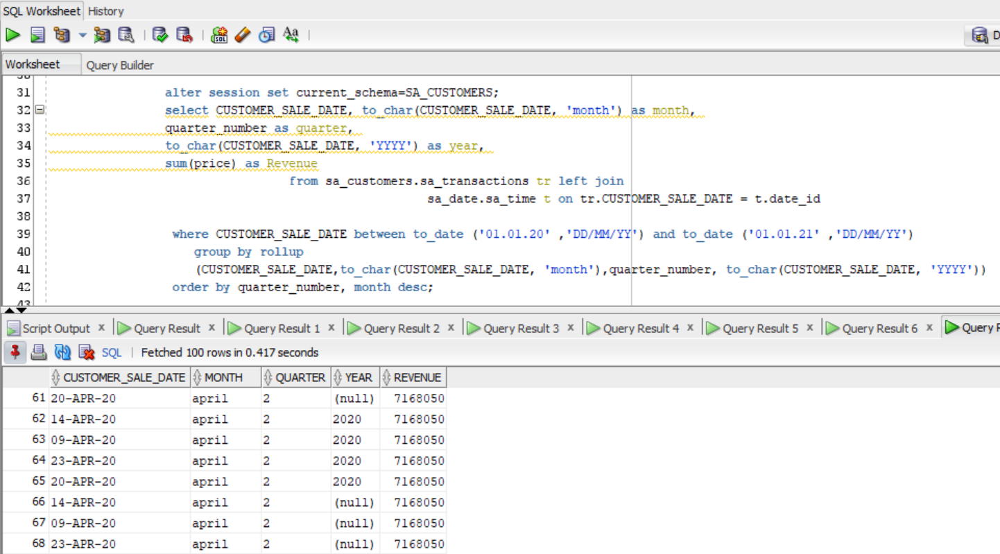 SQL Worksheet History
Worksheet Query Builder
31 alter session set current_schema=SA_CUSTOMERS;
32 select CUSTOMER_SALE_DATE, to_char(CUSTOMER_SALE_DATE, 'month') as month,
33 quarter_number as quarter,
34 to_char(CUSTOMER_SALE_DATE, 'YYYY') as year,
35 sum(price) as Revenue
36 from sa_customers.sa_transactions tr left join
37 sa_date.sa_time t on tr.CUSTOMER_SALE_DATE = t.date_id
38
39 where CUSTOMER_SALE_DATE between to_date ('01.01.20' ,'DD/MM/YY') and to_date ('01.01.21' ,'DD/MM/YY')
40 group by rollup
41 (CUSTOMER_SALE_DATE,to_char(CUSTOMER_SALE_DATE, 'month'),quarter_number, to_char(CUSTOMER_SALE_DATE, 'YYYY'))
42 order by quarter_number, month desc;
43
Script Output x Query Result x Query Result 1 x Query Result 2 x Query Result 3 x Query Result 4 x Query Result 5 x Query Result 6 x Query
SQL | Fetched 100 rows in 0.417 seconds
CUSTOMER_SALE_DATE MONTH QUARTER YEAR REVENUE
61 20-APR-20 april 2 (null) 7168050
62 14-APR-20 april 2 2020 7168050
63 09-APR-20 april 2 2020 7168050
64 23-APR-20 april 2 2020 7168050
65 20-APR-20 april 2 2020 7168050
66 14-APR-20 april 2 (null) 7168050
67 09-APR-20 april 2 (null) 7168050
68 23-APR-20 april 2 (null) 7168050